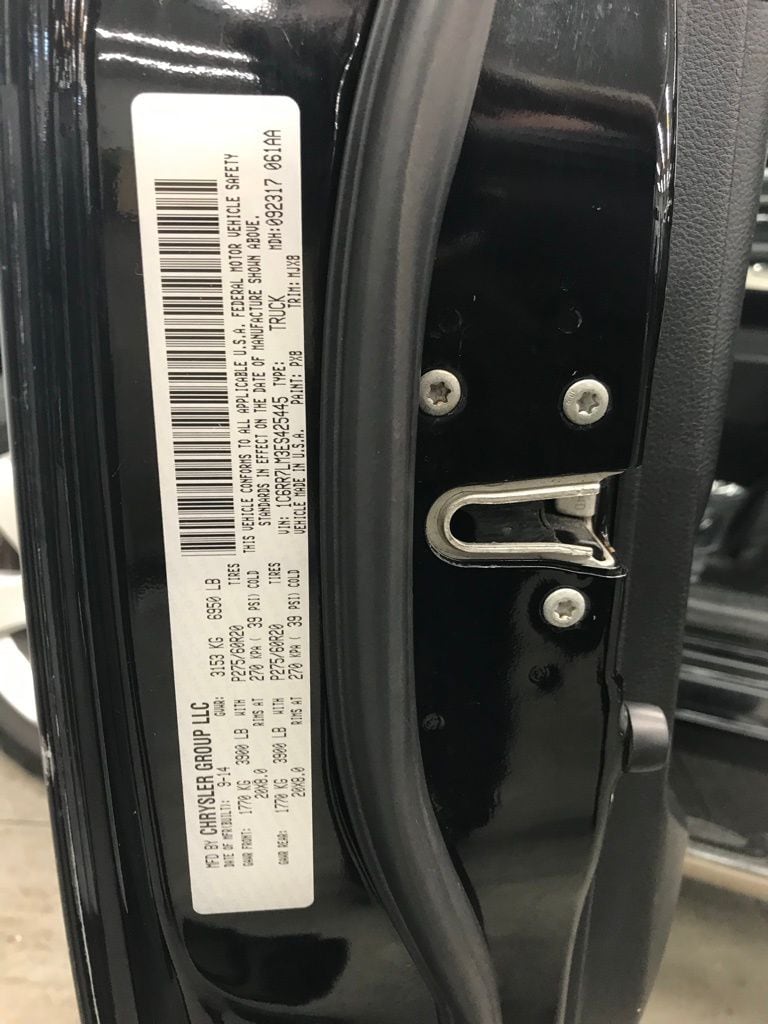 MFD BY CHRYSLER GROUP LLC
DATE OF MFR(BUILT): 9-14 GVWR: 3153 KG 6950 LB
GAWR FRONT: 1770 KG 3900 LB WITH P275/60R20 TIRES
20X8.0 RIMS AT 270 KPA ( 39 PSI) COLD
GAWR REAR: 1770 KG 3900 LB WITH P275/60R20 TIRES
20X8.0 RIMS AT 270 KPA ( 39 PSI) COLD
THIS VEHICLE CONFORMS TO ALL APPLICABLE U.S.A. FEDERAL MOTOR VEHICLE SAFETY
STANDARDS IN EFFECT ON THE DATE OF MANUFACTURE SHOWN ABOVE.
VIN: 1C6RR7LM3ES425445 TYPE: TRUCK MDH:092317 061AA
VEHICLE MADE IN U.S.A. PAINT: PX8 TRIM: MJX8